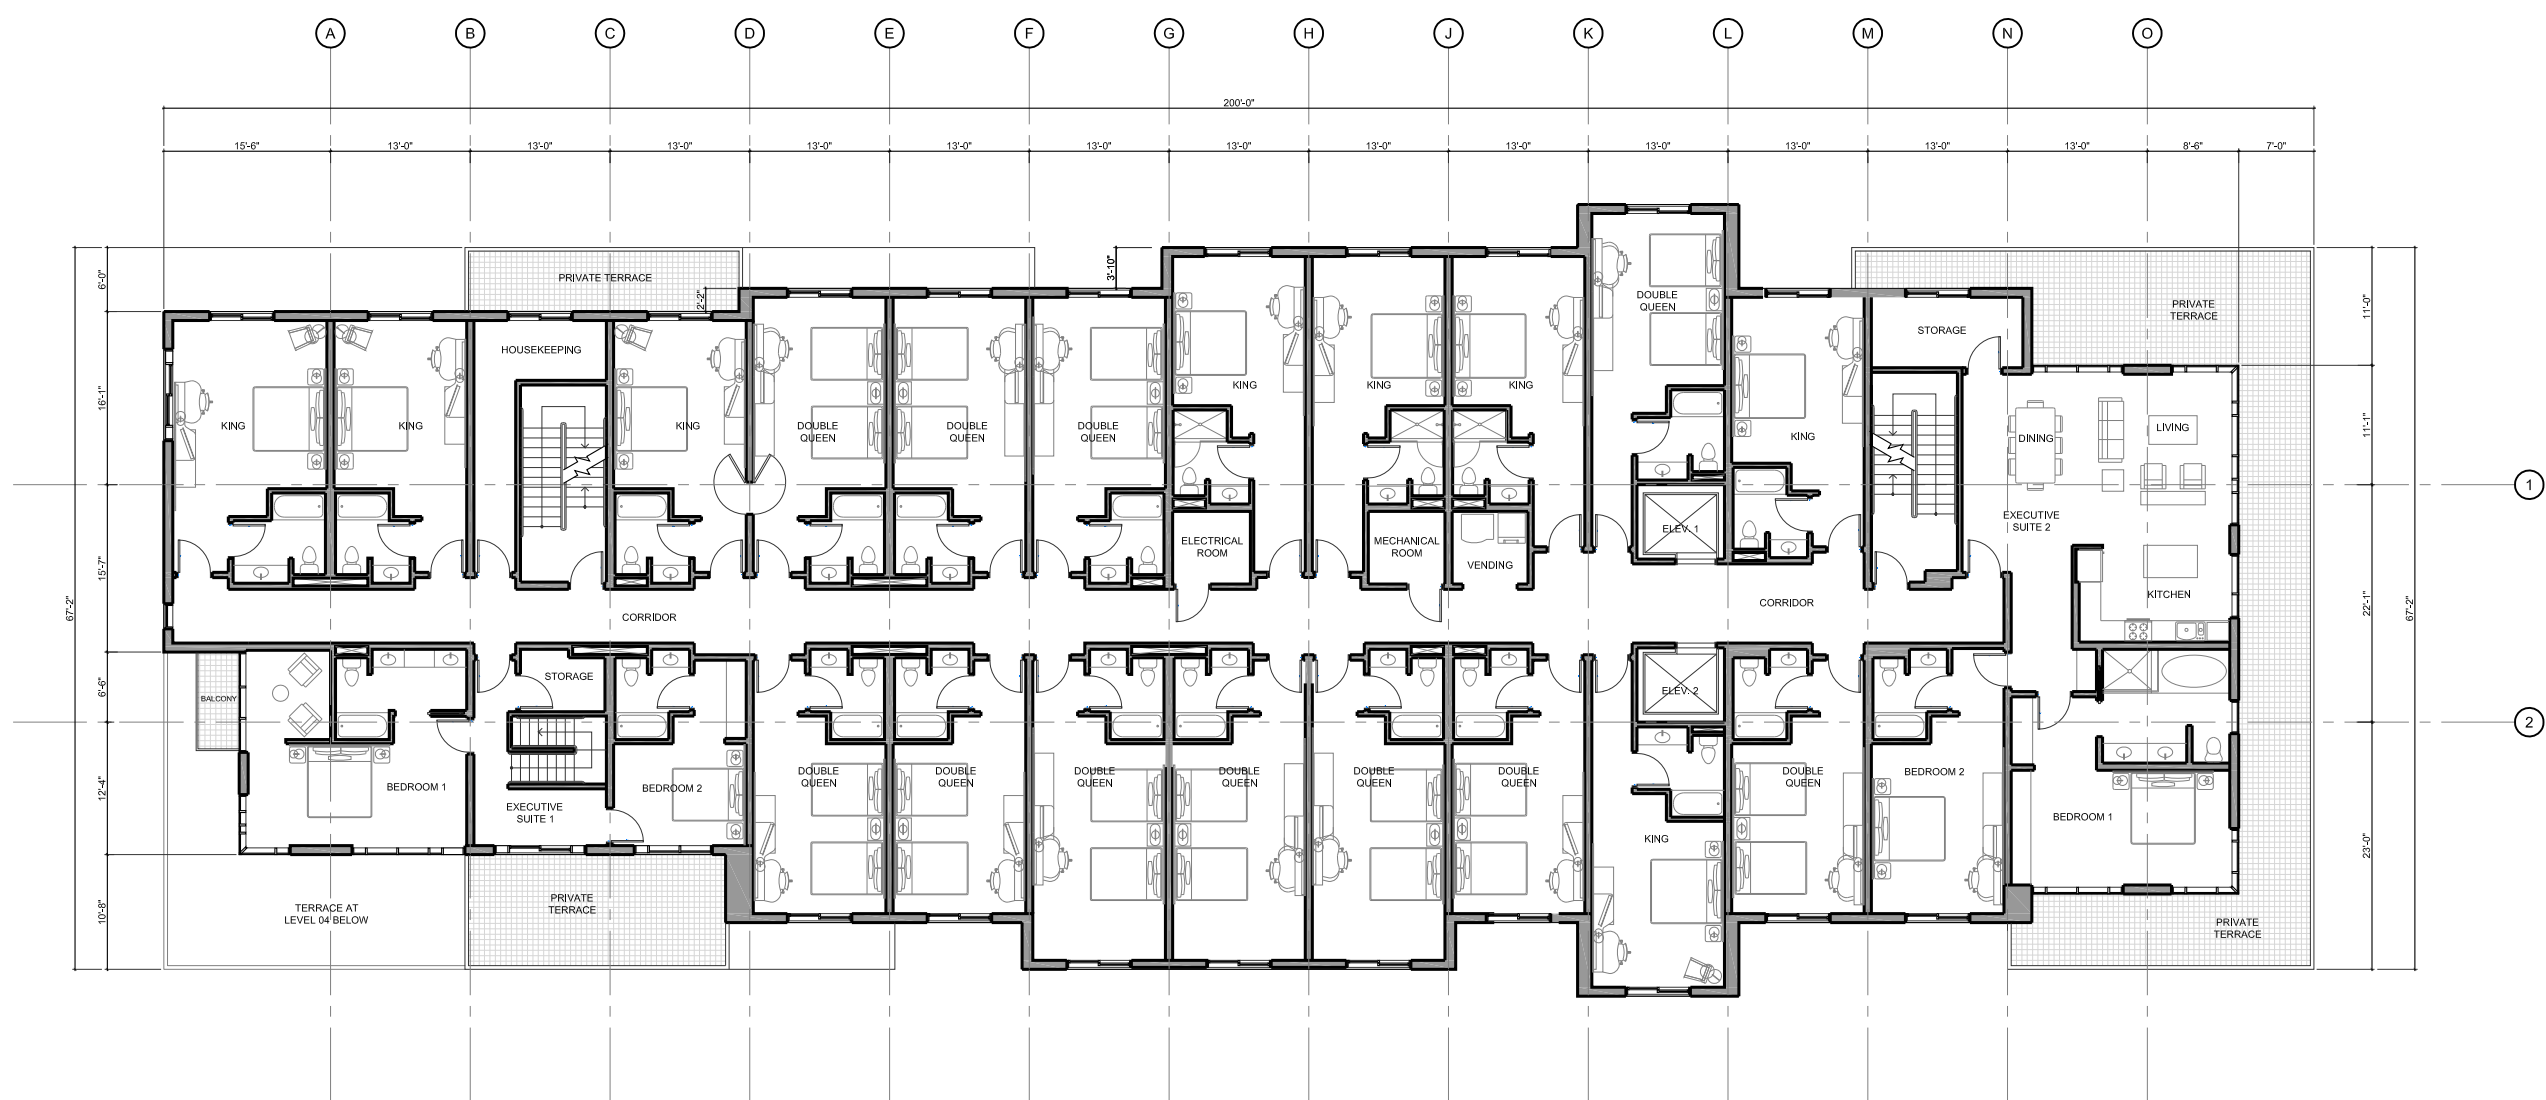 A B C D E F G H J K L M N O
200'-0"
15'-6" 13'-0" 13'-0" 13'-0" 13'-0" 13'-0" 13'-0" 13'-0" 13'-0" 13'-0" 13'-0" 13'-0" 13'-0" 13'-0" 8'-6" 7'-0"
6'-0"
16'-1"
15'-7"
6'-6"
12'-4"
10'-8"
67'-2"
2'-2"
3'-10"
11'-0"
11'-1"
22'-1"
23'-0"
67'-2"
1
2
PRIVATE TERRACE
HOUSEKEEPING
KING
KING
KING
DOUBLE
QUEEN
DOUBLE
QUEEN
DOUBLE
QUEEN
KING
KING
KING
DOUBLE
QUEEN
KING
STORAGE
PRIVATE
TERRACE
DINING
LIVING
EXECUTIVE
SUITE 2
KITCHEN
ELECTRICAL
ROOM
MECHANICAL
ROOM
VENDING
ELEV. 1
CORRIDOR
CORRIDOR
BALCONY
STORAGE
ELEV. 2
BEDROOM 1
EXECUTIVE
SUITE 1
BEDROOM 2
DOUBLE
QUEEN
DOUBLE
QUEEN
DOUBLE
QUEEN
DOUBLE
QUEEN
DOUBLE
QUEEN
DOUBLE
QUEEN
KING
DOUBLE
QUEEN
BEDROOM 2
BEDROOM 1
TERRACE AT
LEVEL 04 BELOW
PRIVATE
TERRACE
PRIVATE
TERRACE